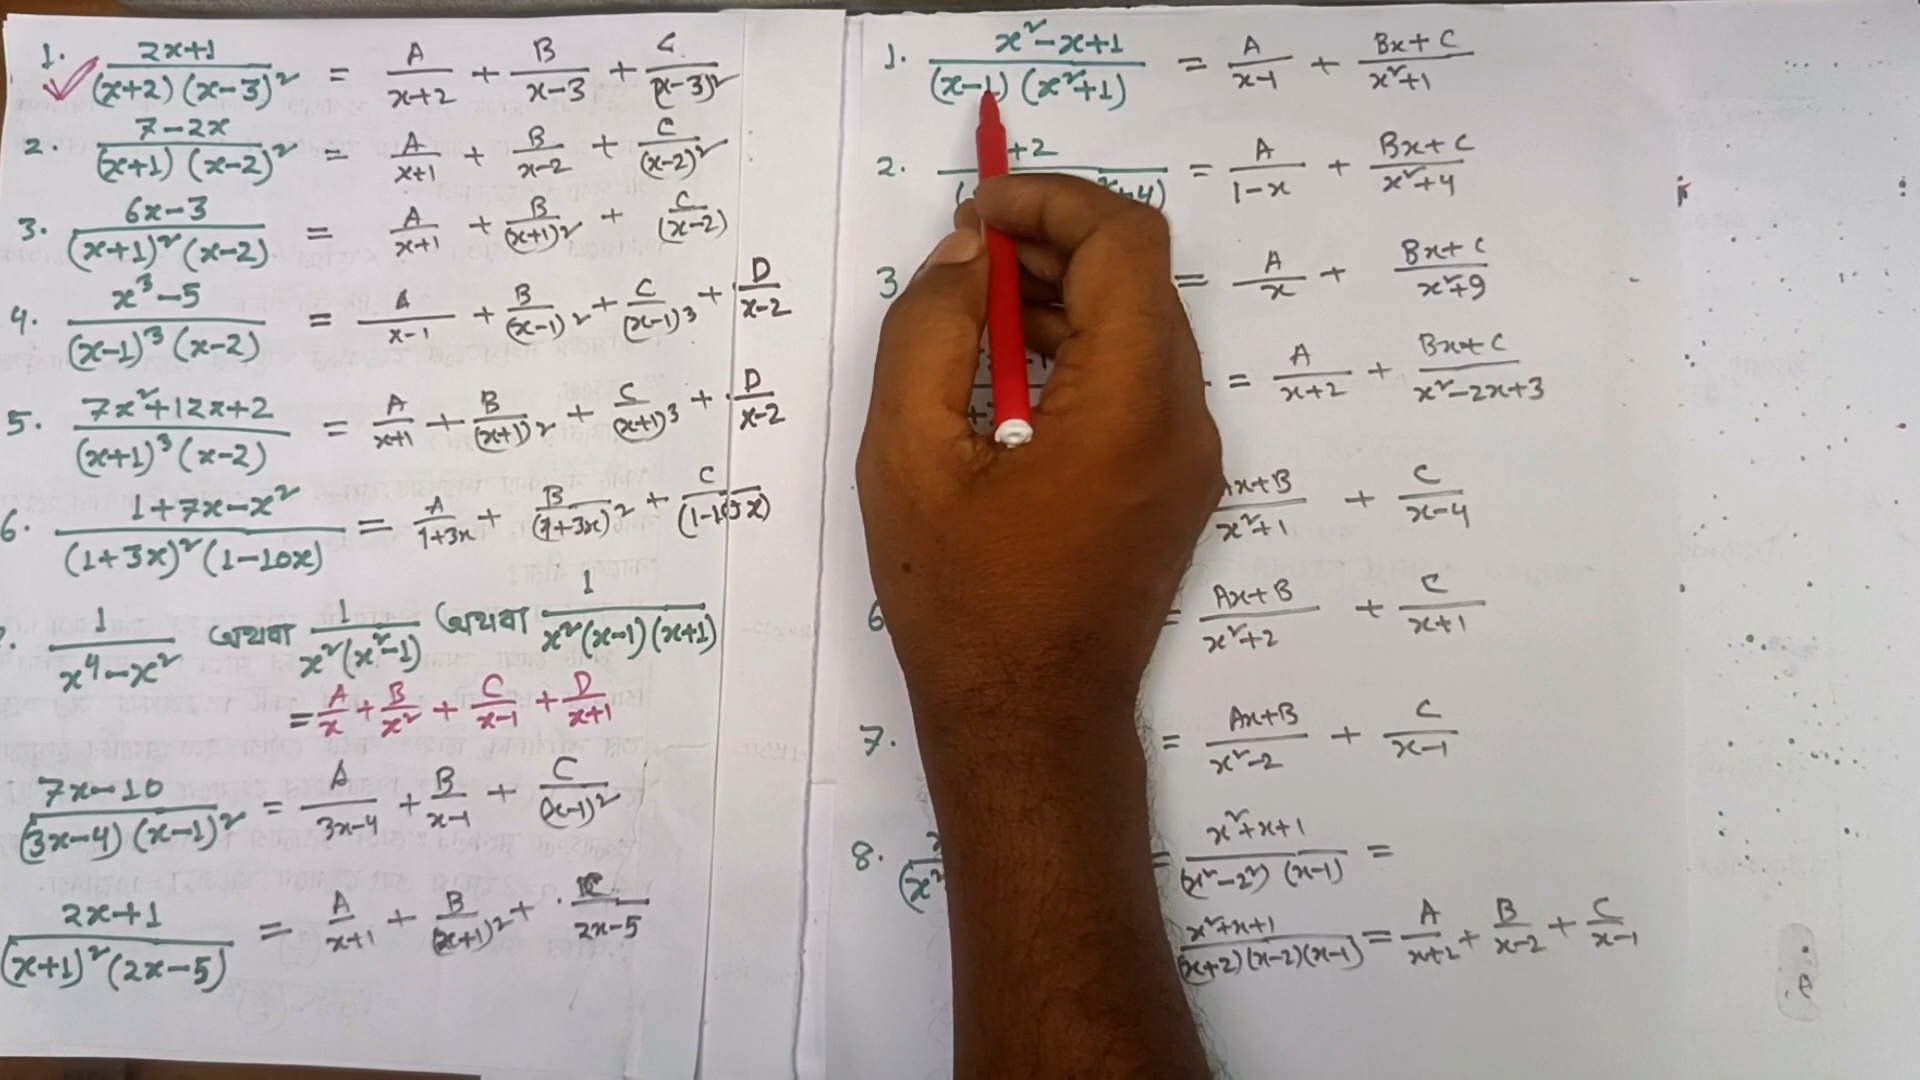 1. (2x+1)/((x+2)(x-3)²) = A/(x+2) + B/(x-3) + C/(x-3)²
2. (7-2x)/((x+1)(x-2)²) = A/(x+1) + B/(x-2) + C/(x-2)²
3. (6x-3)/((x+1)²(x-2)) = A/(x+1) + B/(x+1)² + C/(x-2)
4. (x³-5)/((x-1)³(x-2)) = A/(x-1) + B/(x-1)² + C/(x-1)³ + D/(x-2)
5. (7x²+12x+2)/((x+1)³(x-2)) = A/(x+1) + B/(x+1)² + C/(x+1)³ + D/(x-2)
6. (1+7x-x²)/((1+3x)²(1-10x)) = A/(1+3x) + B/(1+3x)² + C/(1-10x)
1/(x⁴-x²) অথবা 1/(x²(x²-1)) অথবা 1/(x²(x-1)(x+1))
= A/x + B/x² + C/(x-1) + D/(x+1)
(7x-10)/((3x-4)(x-1)²) = A/(3x-4) + B/(x-1) + C/(x-1)²
(2x+1)/((x+1)²(2x-5)) = A/(x+1) + B/(x+1)² + C/(2x-5)
1. (x²-x+1)/((x-1)(x²+1)) = A/(x-1) + (Bx+C)/(x²+1)
2. +2 = A/(1-x) + (Bx+C)/(x²+4)
3 = A/x + (Bx+C)/(x²+9)
= A/(x+2) + (Bx+C)/(x²-2x+3)
(Ax+B)/(x²+1) + C/(x-4)
6 = (Ax+B)/(x²+2) + C/(x+1)
7. = (Ax+B)/(x²-2) + C/(x-1)
8. = (x²+x+1)/((x²-2²)(x-1)) =
(x²+x+1)/((x+2)(x-2)(x-1)) = A/(x+2) + B/(x-2) + C/(x-1)